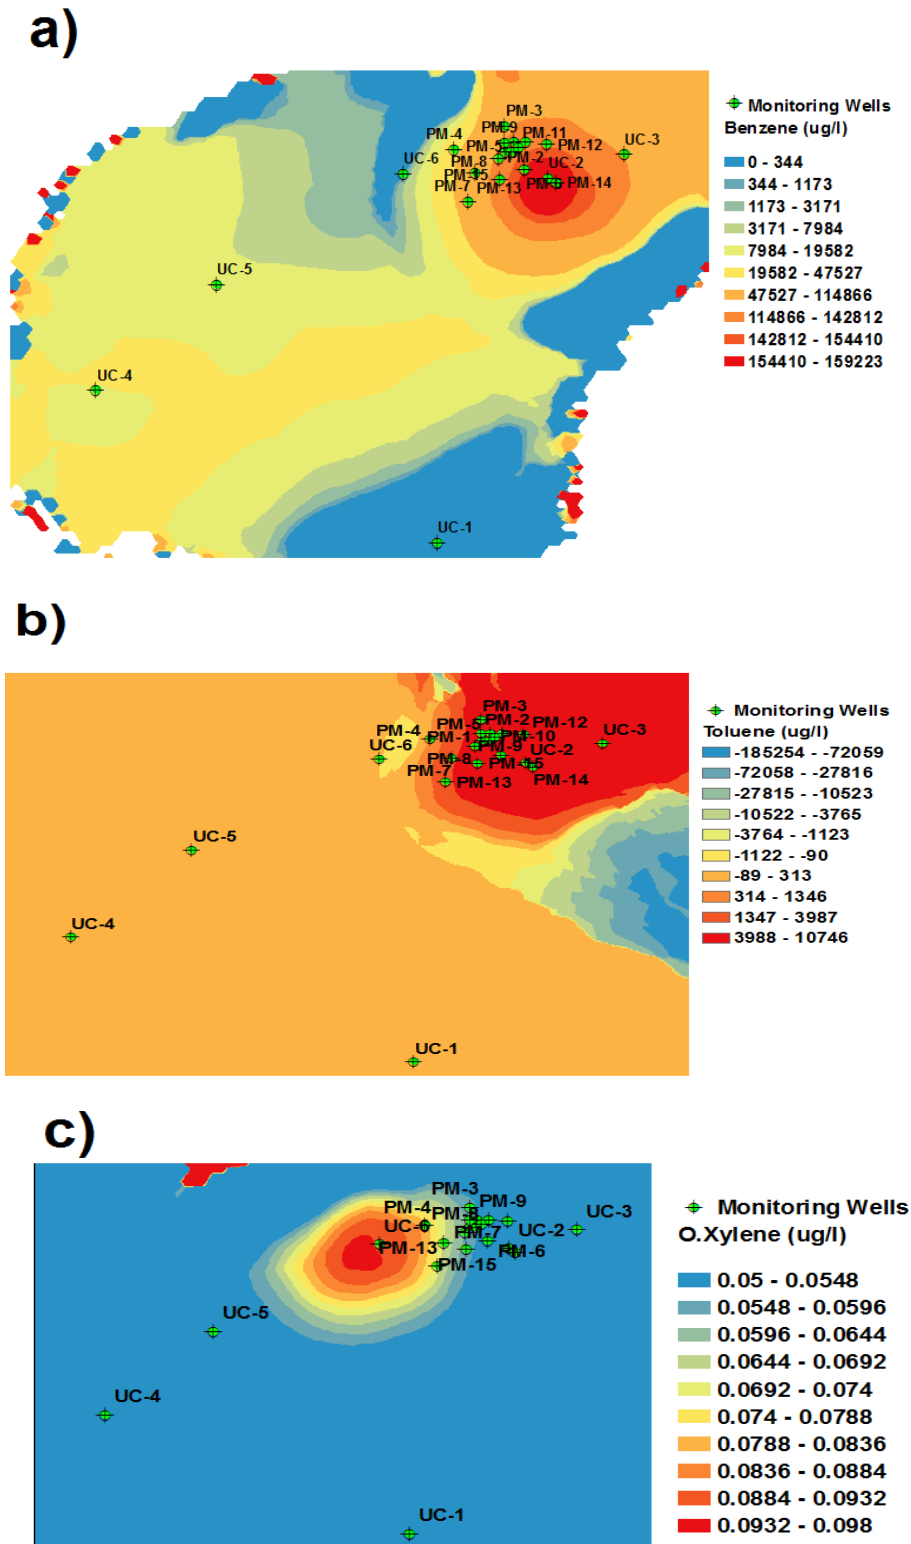 a)
PM-3
PM-9
PM-11
PM-4
PM-5
PM-12
UC-3
UC-6
PM-8
PM-2
UC-2
PM-15
PM-7
PM-13
PM-14
UC-5
UC-4
UC-1
Monitoring Wells
Benzene (ug/l)
0 - 344
344 - 1173
1173 - 3171
3171 - 7984
7984 - 19582
19582 - 47527
47527 - 114866
114866 - 142812
142812 - 154410
154410 - 159223
b)
PM-3
PM-5
PM-2
PM-12
PM-4
PM-1
PM-10
UC-3
UC-6
PM-9
UC-2
PM-8
PM-15
PM-7
PM-13
PM-14
UC-5
UC-4
UC-1
Monitoring Wells
Toluene (ug/l)
-185254 - -72059
-72058 - -27816
-27815 - -10523
-10522 - -3765
-3764 - -1123
-1122 - -90
-89 - 313
314 - 1346
1347 - 3987
3988 - 10746
c)
PM-3
PM-9
PM-4
PM-8
UC-3
UC-6
PM-7
UC-2
PM-13
PM-6
PM-15
UC-5
UC-4
UC-1
Monitoring Wells
O.Xylene (ug/l)
0.05 - 0.0548
0.0548 - 0.0596
0.0596 - 0.0644
0.0644 - 0.0692
0.0692 - 0.074
0.074 - 0.0788
0.0788 - 0.0836
0.0836 - 0.0884
0.0884 - 0.0932
0.0932 - 0.098